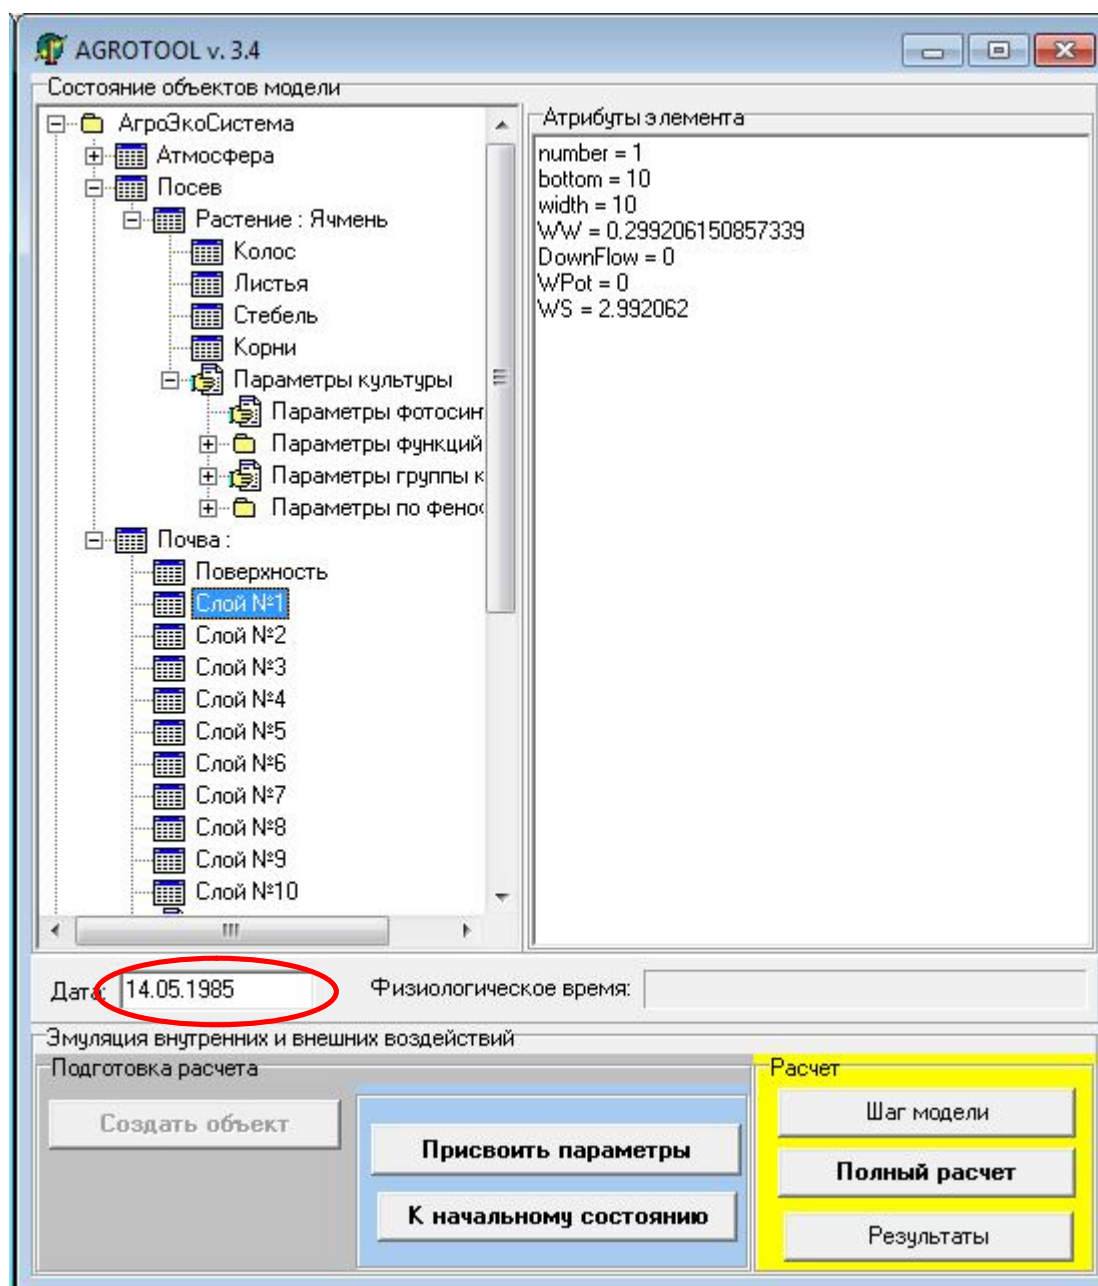 AGROTOOL v. 3.4
Состояние объектов модели
АгроЭкоСистема
Атмосфера
Посев
Растение : Ячмень
Колос
Листья
Стебель
Корни
Параметры культуры
Параметры фотосин
Параметры функций
Параметры группы к
Параметры по фенос
Почва :
Поверхность
Слой №1
Слой №2
Слой №3
Слой №4
Слой №5
Слой №6
Слой №7
Слой №8
Слой №9
Слой №10
Атрибуты элемента
number = 1
bottom = 10
width = 10
WW = 0.299206150857339
DownFlow = 0
WPot = 0
WS = 2.992062
Дата: 14.05.1985 Физиологическое время:
Эмуляция внутренних и внешних воздействий
Подготовка расчета
Создать объект
Присвоить параметры
К начальному состоянию
Расчет
Шаг модели
Полный расчет
Результаты